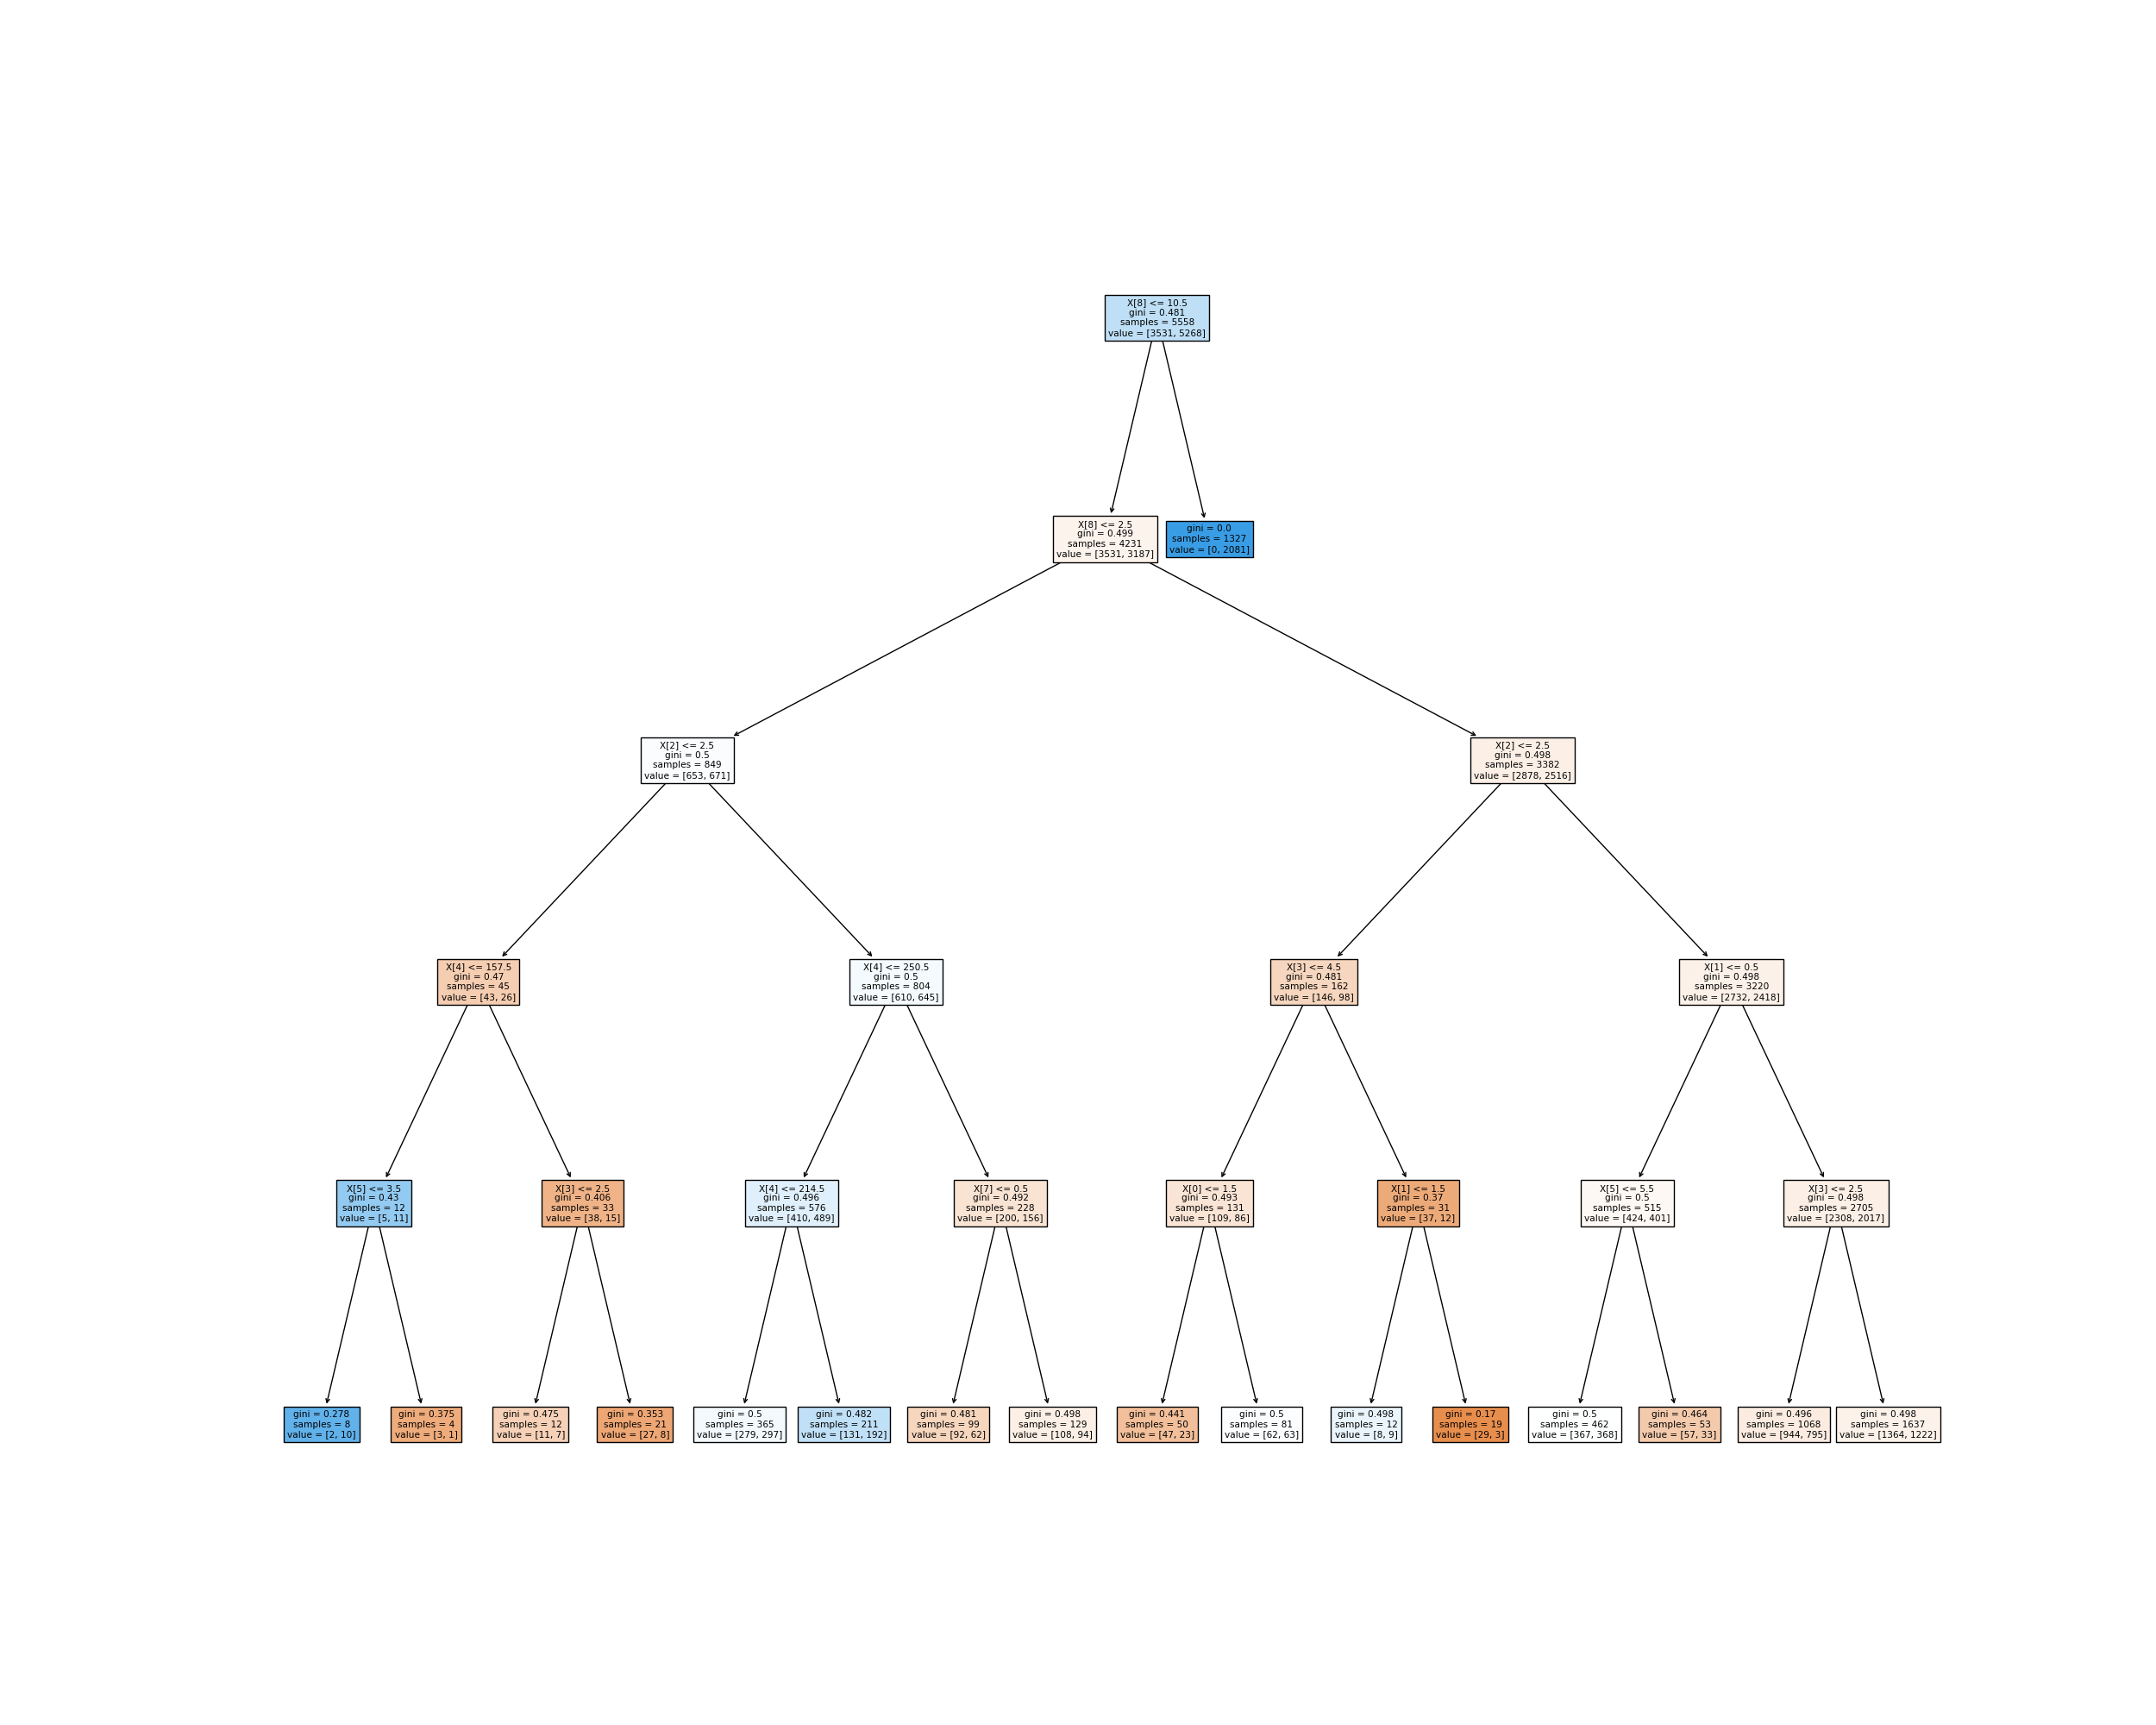 X[8] <= 10.5
gini = 0.481
samples = 5558
value = [3531, 5268]
X[8] <= 2.5
gini = 0.499
samples = 4231
value = [3531, 3187]
gini = 0.0
samples = 1327
value = [0, 2081]
X[2] <= 2.5
gini = 0.5
samples = 849
value = [653, 671]
X[2] <= 2.5
gini = 0.498
samples = 3382
value = [2878, 2516]
X[4] <= 157.5
gini = 0.47
samples = 45
value = [43, 26]
X[4] <= 250.5
gini = 0.5
samples = 804
value = [610, 645]
X[3] <= 4.5
gini = 0.481
samples = 162
value = [146, 98]
X[1] <= 0.5
gini = 0.498
samples = 3220
value = [2732, 2418]
X[5] <= 3.5
gini = 0.43
samples = 12
value = [5, 11]
X[3] <= 2.5
gini = 0.406
samples = 33
value = [38, 15]
X[4] <= 214.5
gini = 0.496
samples = 576
value = [410, 489]
X[7] <= 0.5
gini = 0.492
samples = 228
value = [200, 156]
X[0] <= 1.5
gini = 0.493
samples = 131
value = [109, 86]
X[1] <= 1.5
gini = 0.37
samples = 31
value = [37, 12]
X[5] <= 5.5
gini = 0.5
samples = 515
value = [424, 401]
X[3] <= 2.5
gini = 0.498
samples = 2705
value = [2308, 2017]
gini = 0.278
samples = 8
value = [2, 10]
gini = 0.375
samples = 4
value = [3, 1]
gini = 0.475
samples = 12
value = [11, 7]
gini = 0.353
samples = 21
value = [27, 8]
gini = 0.5
samples = 365
value = [279, 297]
gini = 0.482
samples = 211
value = [131, 192]
gini = 0.481
samples = 99
value = [92, 62]
gini = 0.498
samples = 129
value = [108, 94]
gini = 0.441
samples = 50
value = [47, 23]
gini = 0.5
samples = 81
value = [62, 63]
gini = 0.498
samples = 12
value = [8, 9]
gini = 0.17
samples = 19
value = [29, 3]
gini = 0.5
samples = 462
value = [367, 368]
gini = 0.464
samples = 53
value = [57, 33]
gini = 0.496
samples = 1068
value = [944, 795]
gini = 0.498
samples = 1637
value = [1364, 1222]